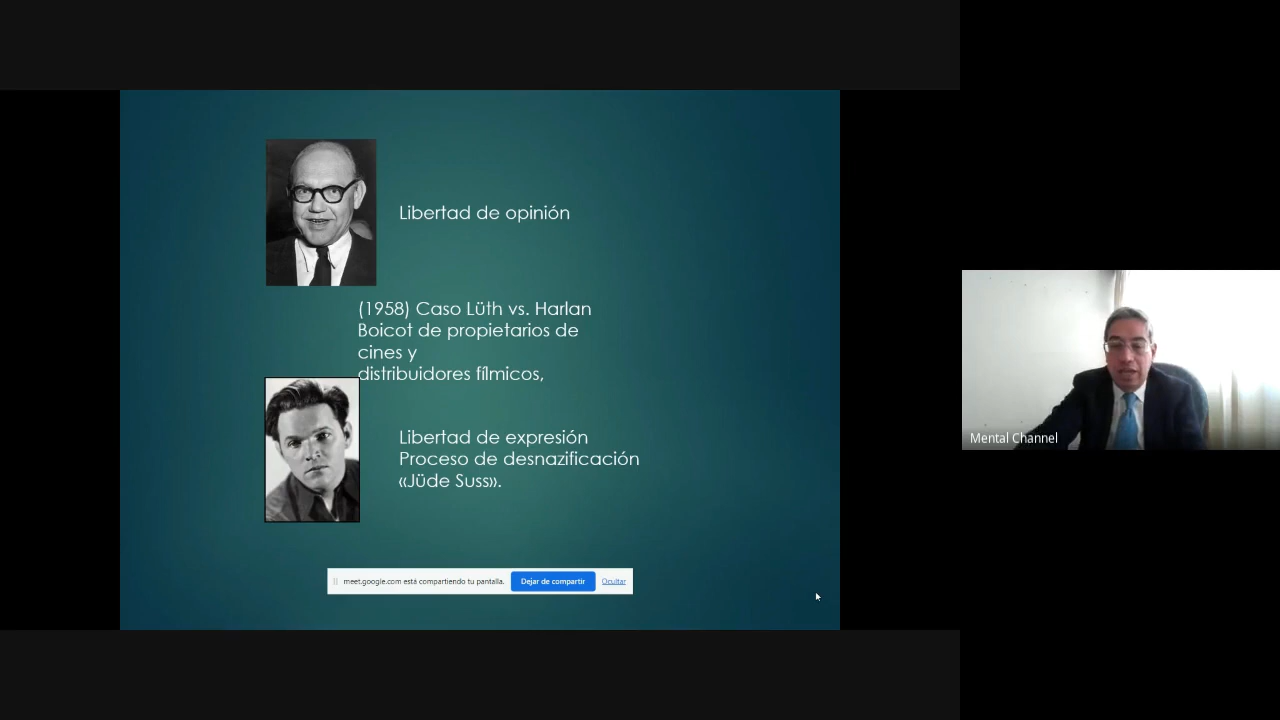 Libertad de opinión
(1958) Caso Lüth vs. Harlan
Boicot de propietarios de
cines y
distribuidores fílmicos,
Libertad de expresión
Proceso de desnazificación
«Jüde Suss».
meet.google.com está compartiendo tu pantalla. Dejar de compartir Ocultar
Mental Channel